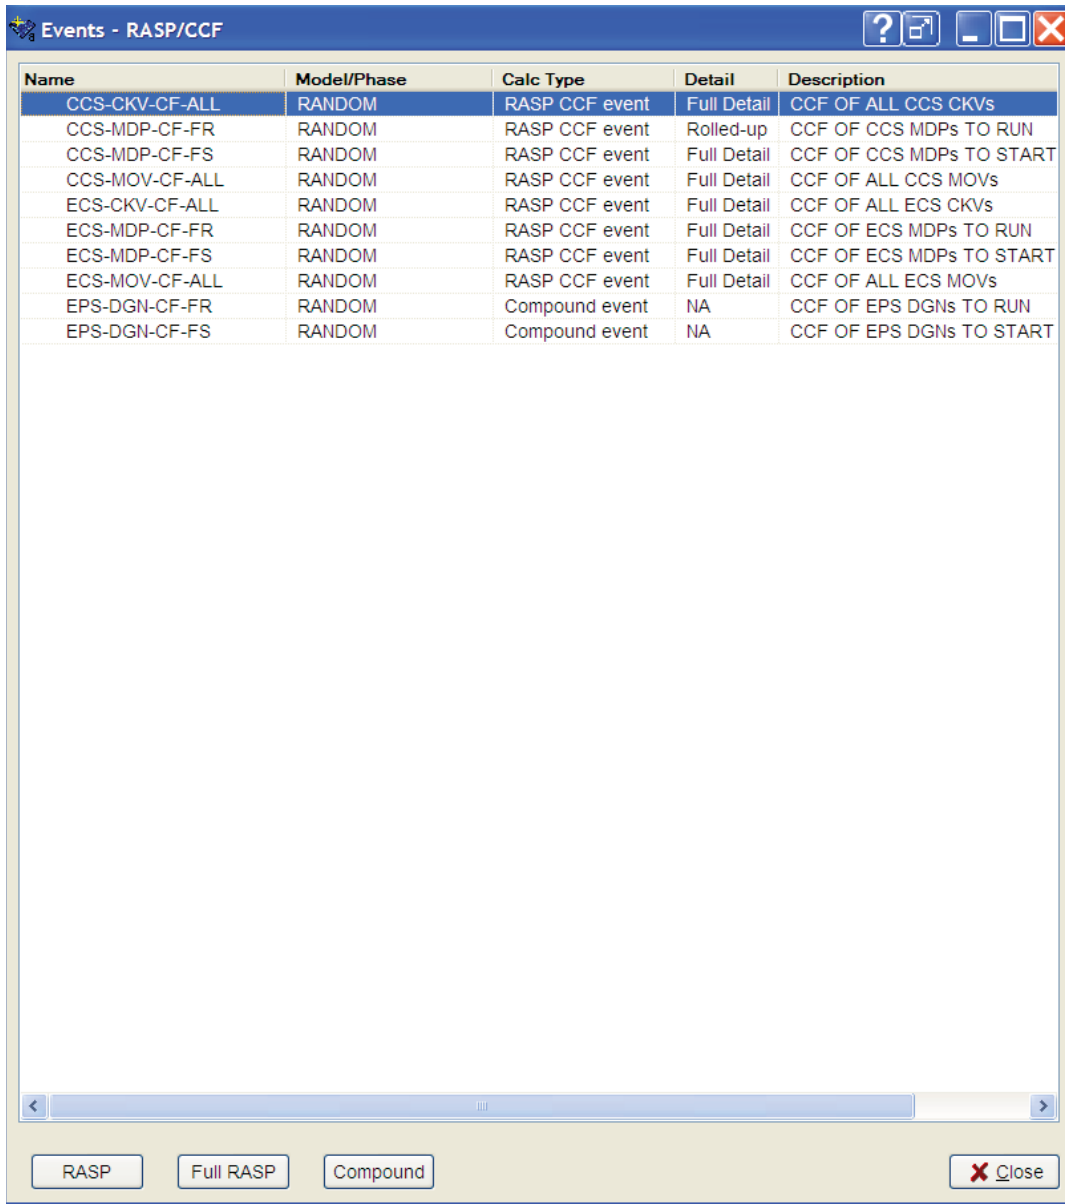 Events - RASP/CCF
Name Model/Phase Calc Type Detail Description
CCS-CKV-CF-ALL RANDOM RASP CCF event Full Detail CCF OF ALL CCS CKVs
CCS-MDP-CF-FR RANDOM RASP CCF event Rolled-up CCF OF CCS MDPs TO RUN
CCS-MDP-CF-FS RANDOM RASP CCF event Full Detail CCF OF CCS MDPs TO START
CCS-MOV-CF-ALL RANDOM RASP CCF event Full Detail CCF OF ALL CCS MOVs
ECS-CKV-CF-ALL RANDOM RASP CCF event Full Detail CCF OF ALL ECS CKVs
ECS-MDP-CF-FR RANDOM RASP CCF event Full Detail CCF OF ECS MDPs TO RUN
ECS-MDP-CF-FS RANDOM RASP CCF event Full Detail CCF OF ECS MDPs TO START
ECS-MOV-CF-ALL RANDOM RASP CCF event Full Detail CCF OF ALL ECS MOVs
EPS-DGN-CF-FR RANDOM Compound event NA CCF OF EPS DGNs TO RUN
EPS-DGN-CF-FS RANDOM Compound event NA CCF OF EPS DGNs TO START
RASP Full RASP Compound Close